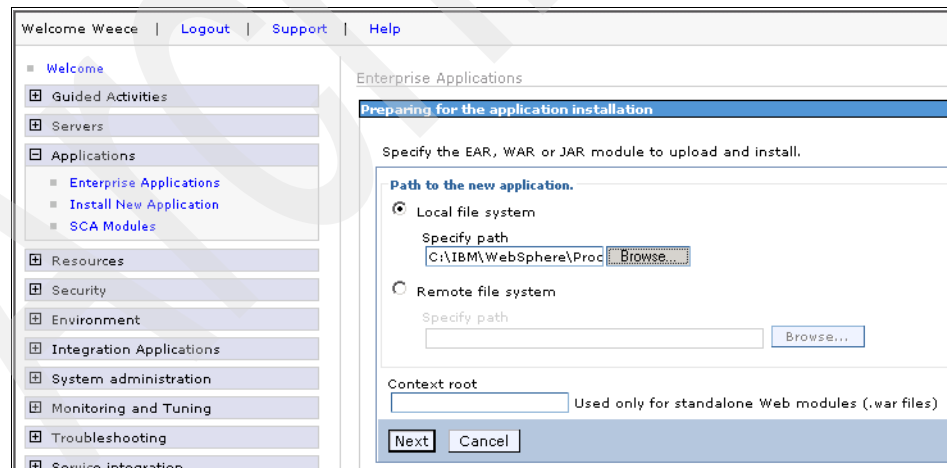 Welcome Weece | Logout | Support | Help
Welcome
Guided Activities
Servers
Applications
Enterprise Applications
Install New Application
SCA Modules
Resources
Security
Environment
Integration Applications
System administration
Monitoring and Tuning
Troubleshooting
Service integration
Enterprise Applications
Preparing for the application installation
Specify the EAR, WAR or JAR module to upload and install.
Path to the new application.
Local file system
Specify path
C:\IBM\WebSphere\Proc Browse...
Remote file system
Specify path
Browse...
Context root
Used only for standalone Web modules (.war files)
Next Cancel